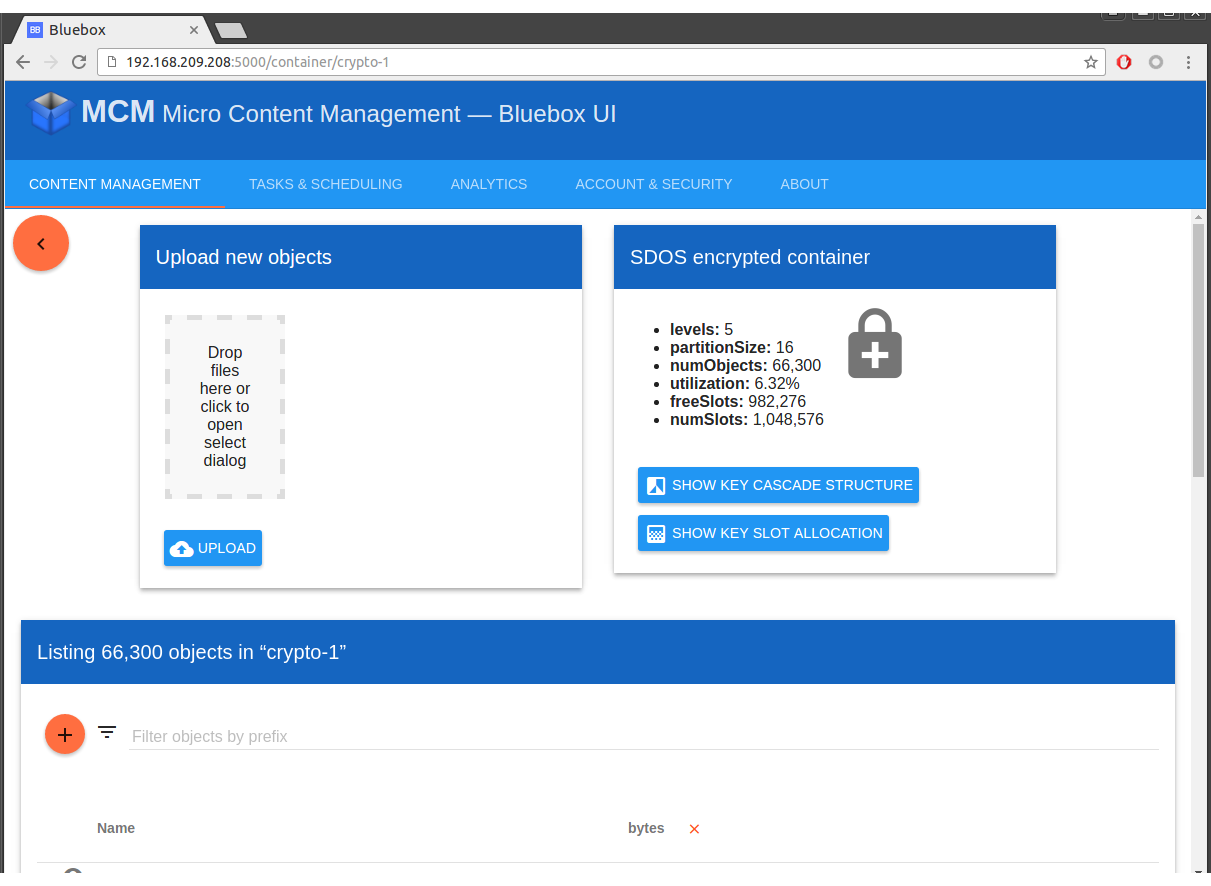 BB Bluebox
192.168.209.208:5000/container/crypto-1
MCM Micro Content Management — Bluebox UI
CONTENT MANAGEMENT TASKS & SCHEDULING ANALYTICS ACCOUNT & SECURITY ABOUT
Upload new objects
Drop
files
here or
click to
open
select
dialog
UPLOAD
SDOS encrypted container
levels: 5
partitionSize: 16
numObjects: 66,300
utilization: 6.32%
freeSlots: 982,276
numSlots: 1,048,576
SHOW KEY CASCADE STRUCTURE
SHOW KEY SLOT ALLOCATION
Listing 66,300 objects in “crypto-1”
Filter objects by prefix
Name bytes